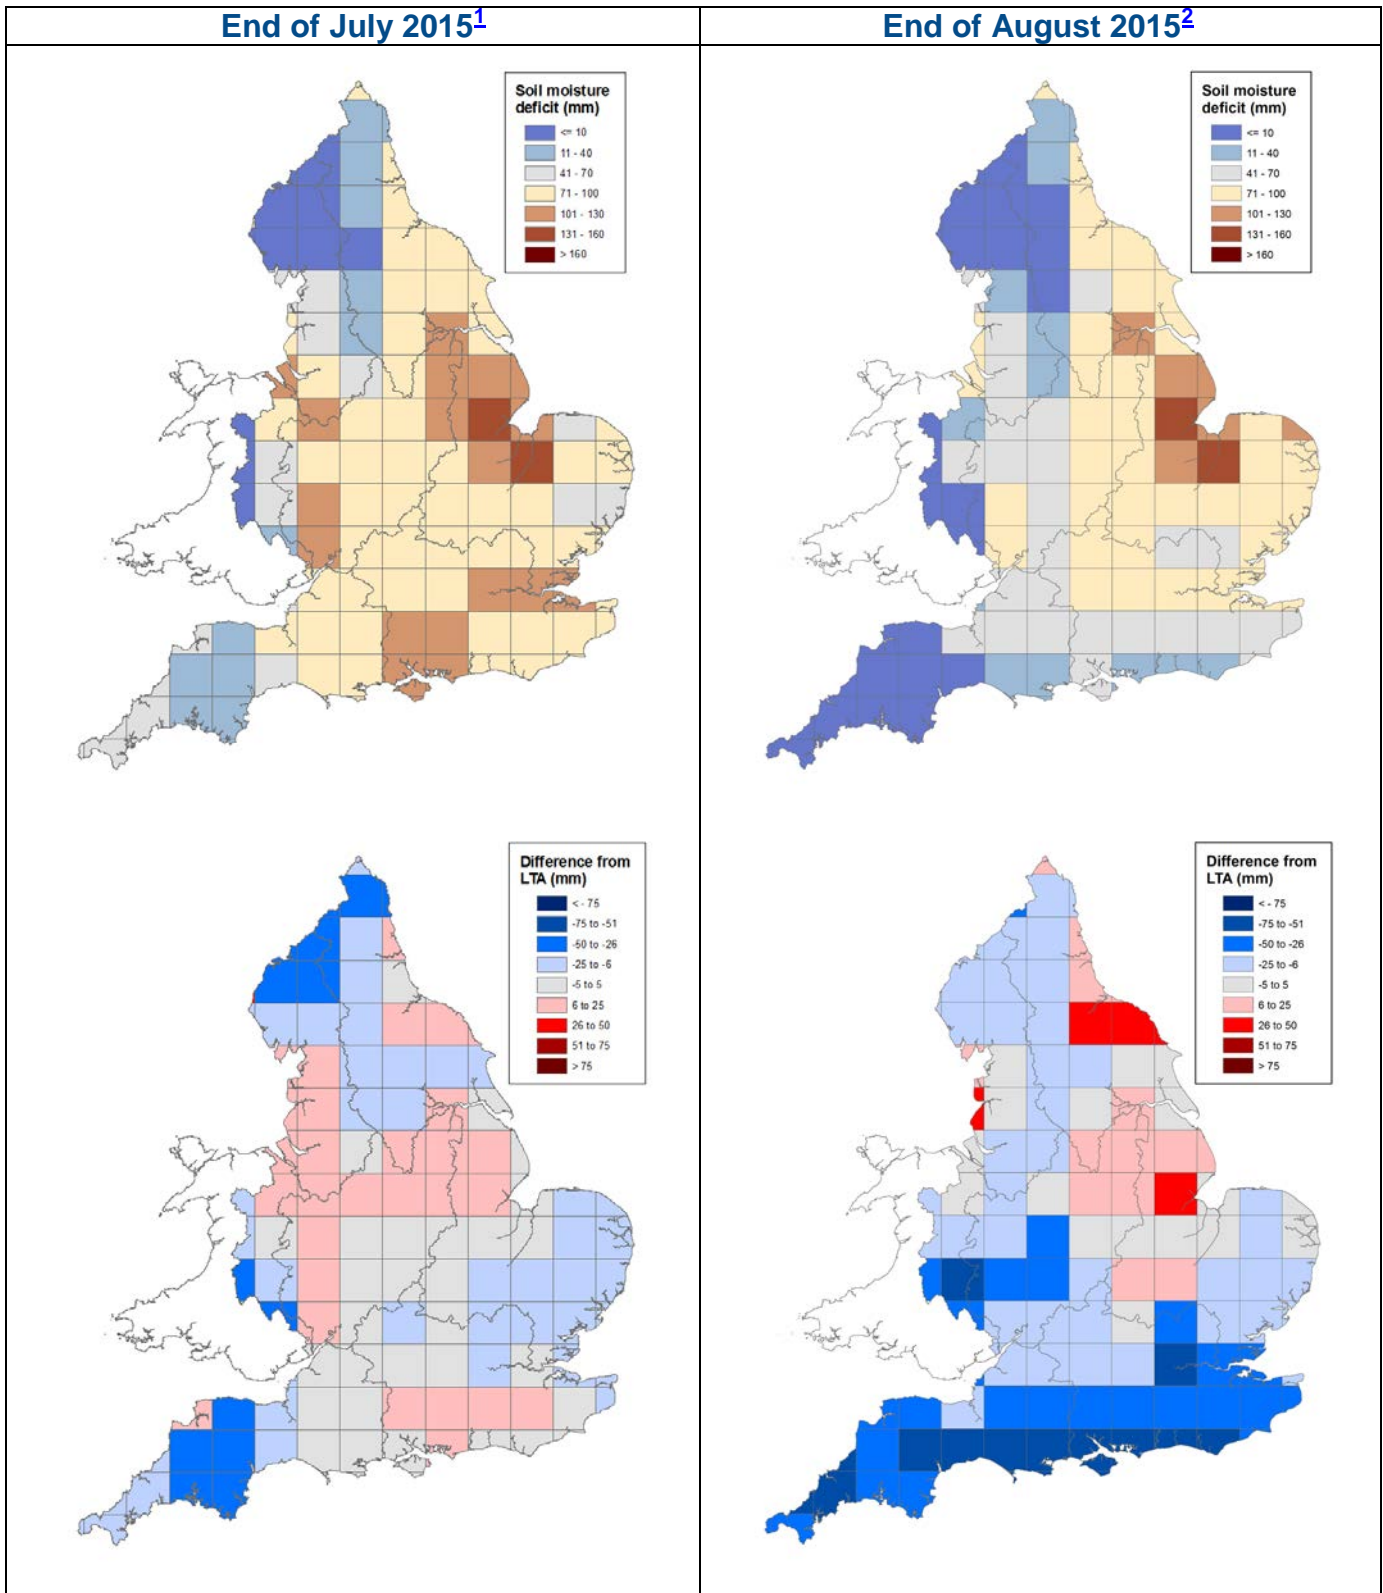 End of July 20151
End of August 20152
Soil moisture
deficit (mm)
<= 10
11 - 40
41 - 70
71 - 100
101 - 130
131 - 160
> 160
Soil moisture
deficit (mm)
<= 10
11 - 40
41 - 70
71 - 100
101 - 130
131 - 160
> 160
Difference from
LTA (mm)
< - 75
-75 to -51
-50 to -26
-25 to -6
-5 to 5
6 to 25
26 to 50
51 to 75
> 75
Difference from
LTA (mm)
< - 75
-75 to -51
-50 to -26
-25 to -6
-5 to 5
6 to 25
26 to 50
51 to 75
> 75